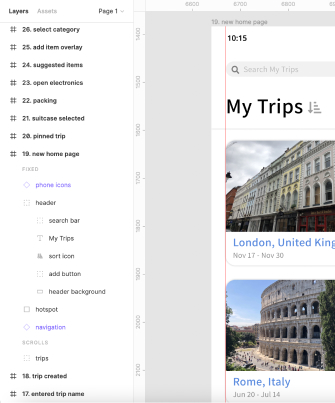 Layers Assets Page 1
26. select category
25. add item overlay
24. suggested items
23. open electronics
22. packing
21. suitcase selected
20. pinned trip
19. new home page
FIXED
phone icons
header
search bar
My Trips
sort icon
add button
header background
hotspot
navigation
SCROLLS
trips
18. trip created
17. entered trip name
6600 6700 6800
1400
1500
1600
1700
1800
1900
2000
2100
19. new home page
10:15
Search My Trips
My Trips
London, United King
Nov 17 - Nov 30
Rome, Italy
Jun 20 - Jul 14